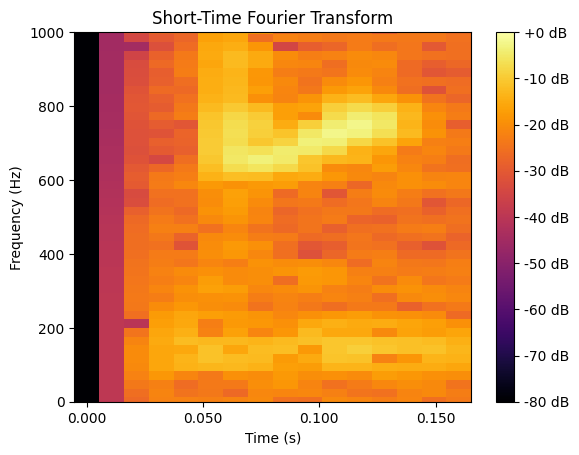 Short-Time Fourier Transform
1000
800
600
400
200
0
Frequency (Hz)
0.000
0.050
0.100
0.150
Time (s)
+0 dB
-10 dB
-20 dB
-30 dB
-40 dB
-50 dB
-60 dB
-70 dB
-80 dB